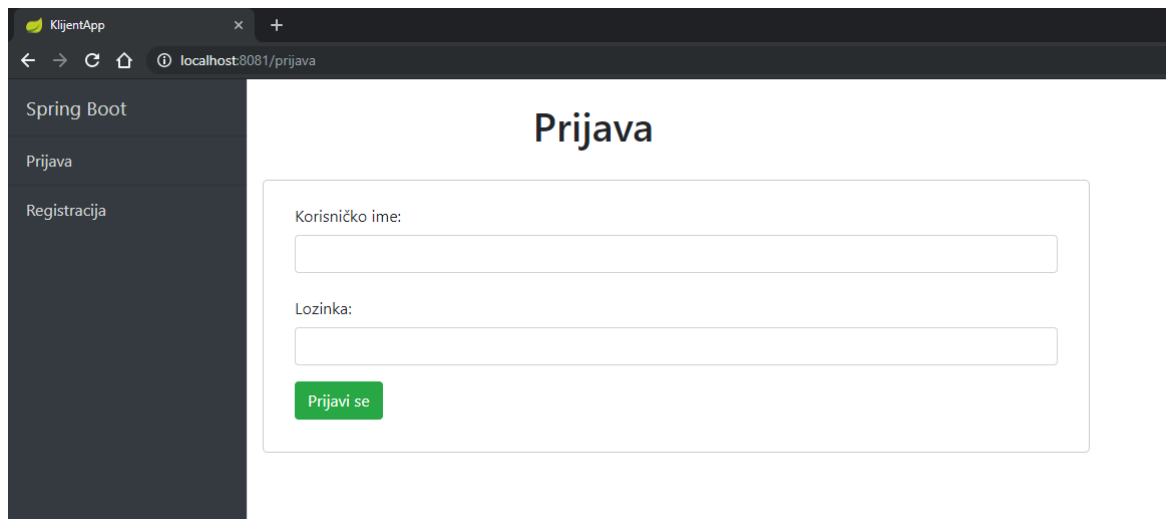 KlijentApp
localhost:8081/prijava
Spring Boot
Prijava
Registracija
Prijava
Korisničko ime:
Lozinka:
Prijavi se